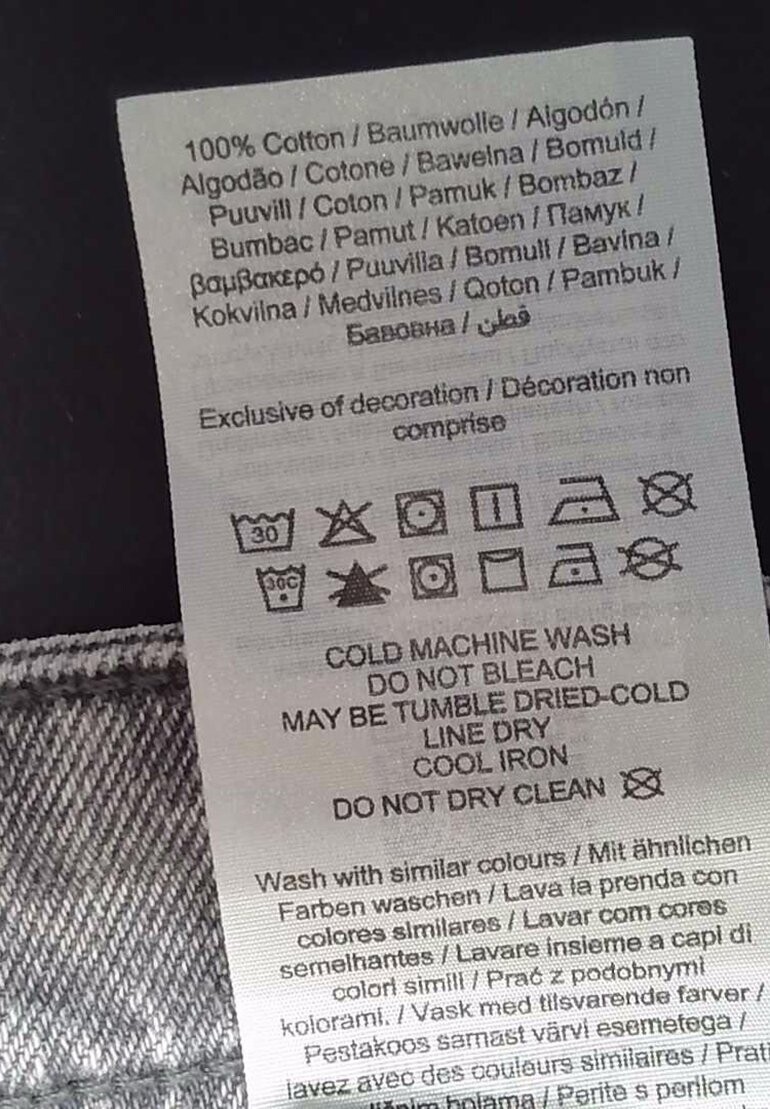 100% Cotton / Baumwolle / Algodón /
Algodão / Cotone / Bawełna / Bomuld /
Puuvill / Coton / Pamuk / Bombaz /
Bumbac / Pamut / Katoen / Памук /
βαμβακερό / Puuvilla / Bomull / Bavlna /
Kokvilna / Medvilnės / Qoton / Pambuk /
Бавовна / قطن
Exclusive of decoration / Décoration non
comprise
30
30C
COLD MACHINE WASH
DO NOT BLEACH
MAY BE TUMBLE DRIED-COLD
LINE DRY
COOL IRON
DO NOT DRY CLEAN
Wash with similar colours / Mit ähnlichen
Farben waschen / Lava la prenda con
colores similares / Lavar com cores
semelhantes / Lavare insieme a capi di
colori simili / Prać z podobnymi
kolorami. / Vask med tilsvarende farver /
Pestakoos samast värvi esemetega /
lavez avec des couleurs similaires / Prati
bojama / Perite s perilom